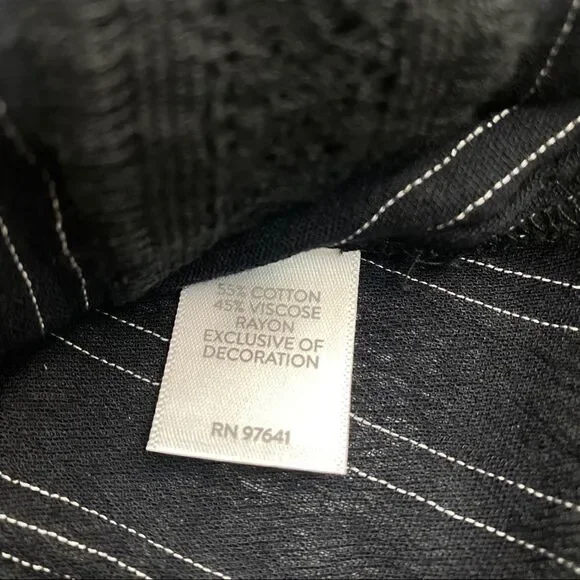 55% COTTON
45% VISCOSE
RAYON
EXCLUSIVE OF
DECORATION
RN 97641